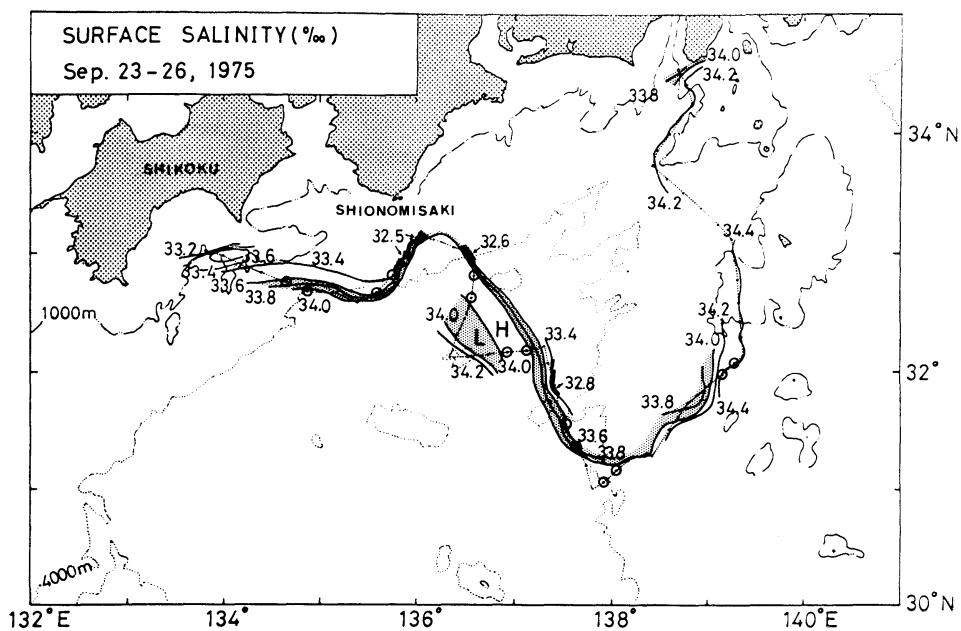 SURFACE SALINITY(‰)
Sep. 23-26, 1975
34.0
34.2
33.8
34°N
SHIKOKU
SHIONOMISAKI
34.2
34.4
32.5
32.6
33.2
33.6
33.4
33.4
33.6
33.8
34.0
1000m
34.0
L
H
34.0
34.2
33.4
32.8
34.2
34.0
32°N
33.8
34.4
33.6
33.8
4000m
30°N
132°E
134°
136°
138°
140°E